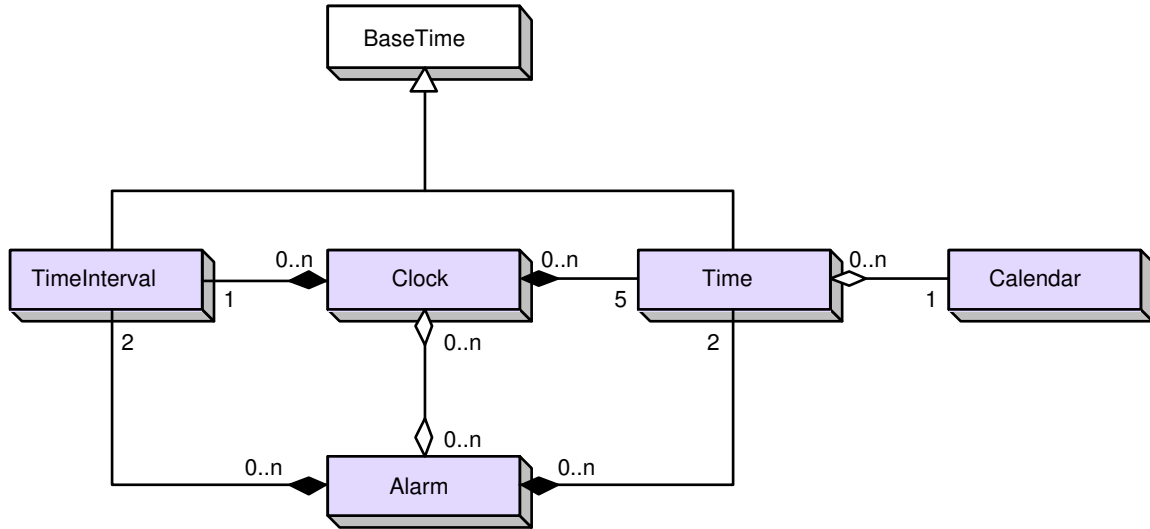 BaseTime
0..n
0..n
0..n
TimeInterval
Clock
Time
Calendar
1
5
1
2
0..n
2
0..n
0..n
0..n
Alarm